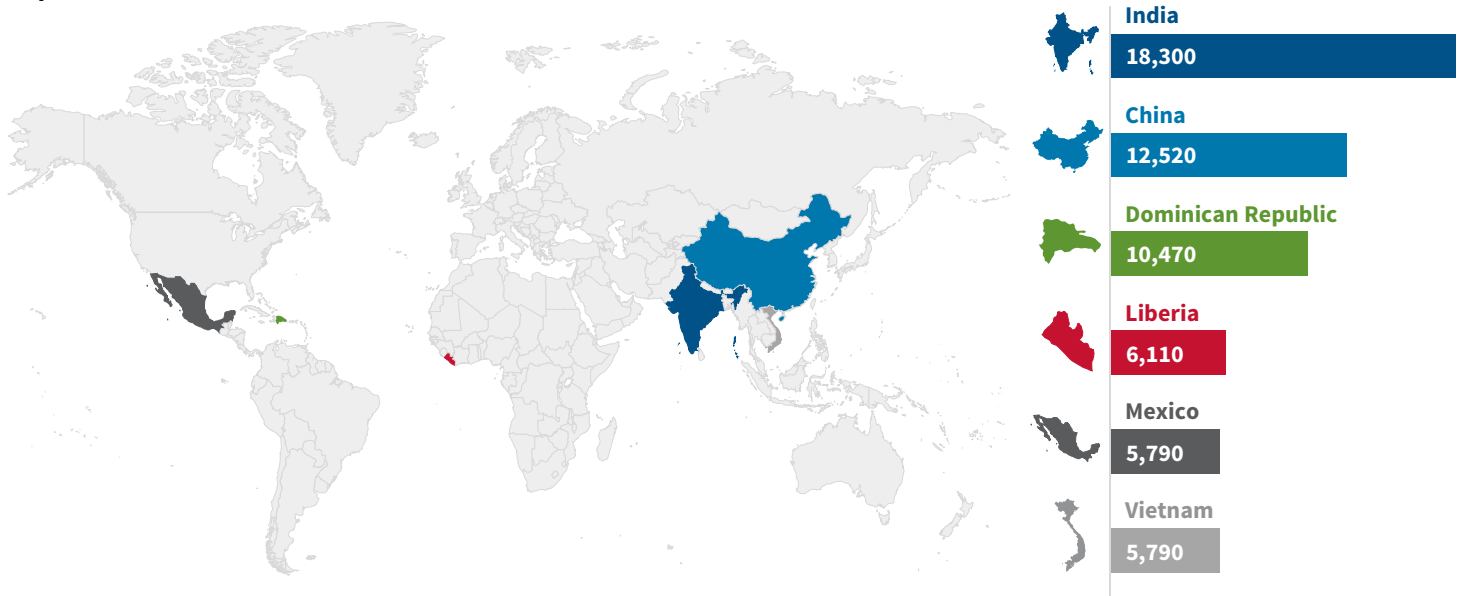 India
18,300
China
12,520
Dominican Republic
10,470
Liberia
6,110
Mexico
5,790
Vietnam
5,790